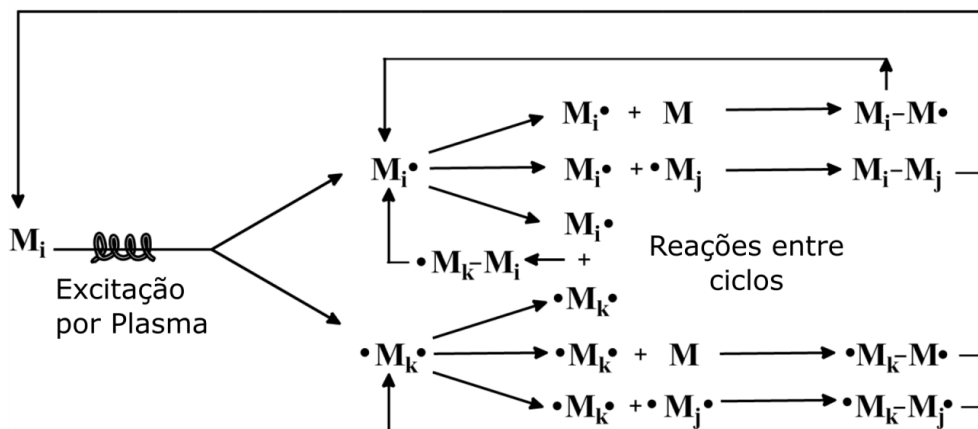 Mᵢ• + M Mᵢ–M•
Mᵢ• Mᵢ• + •Mⱼ Mᵢ–Mⱼ
Mᵢ•
Mᵢ •Mₖ–Mᵢ + Reações entre
ciclos
Excitação
por Plasma
•Mₖ•
•Mₖ• •Mₖ• + M •Mₖ–M•
•Mₖ• + •Mⱼ• •Mₖ–Mⱼ•